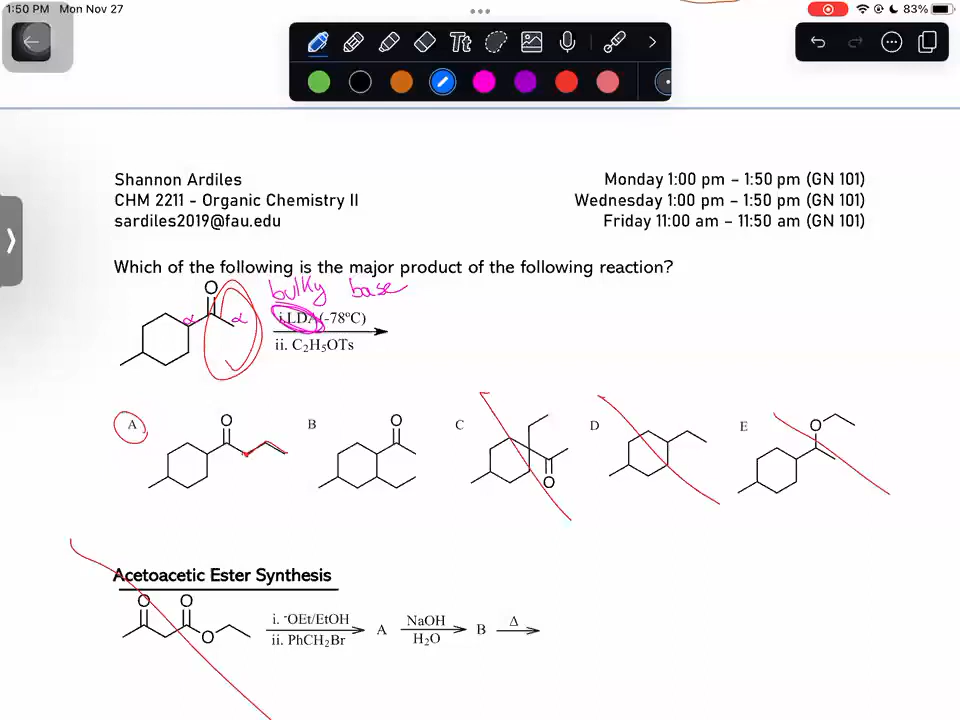 1:50 PM Mon Nov 27
83%
Tt
Shannon Ardiles
CHM 2211 - Organic Chemistry II
sardiles2019@fau.edu
Monday 1:00 pm – 1:50 pm (GN 101)
Wednesday 1:00 pm – 1:50 pm (GN 101)
Friday 11:00 am – 11:50 am (GN 101)
Which of the following is the major product of the following reaction?
bulky base
O
α α
i.LDA(-78ºC)
ii. C₂H₅OTs
A
O
B
O
C
O
D
E
O
Acetoacetic Ester Synthesis
O O
O
i. ⁻OEt/EtOH
ii. PhCH₂Br
A
NaOH
H₂O
B
Δ